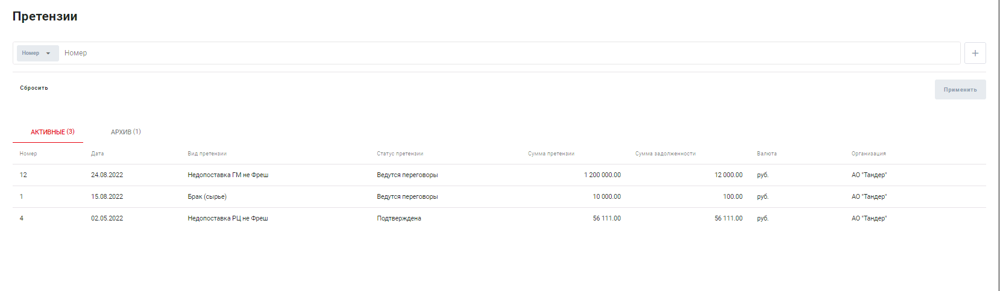 Претензии
Номер Номер +
Сбросить Применить
АКТИВНЫЕ (3) АРХИВ (1)
Номер Дата Вид претензии Статус претензии Сумма претензии Сумма задолженности Валюта Организация
12 24.08.2022 Недопоставка ГМ не Фреш Ведутся переговоры 1 200 000.00 12 000.00 руб. АО "Тандер"
1 15.08.2022 Брак (сырье) Ведутся переговоры 10 000.00 100.00 руб. АО "Тандер"
4 02.05.2022 Недопоставка РЦ не Фреш Подтверждена 56 111.00 56 111.00 руб. АО "Тандер"